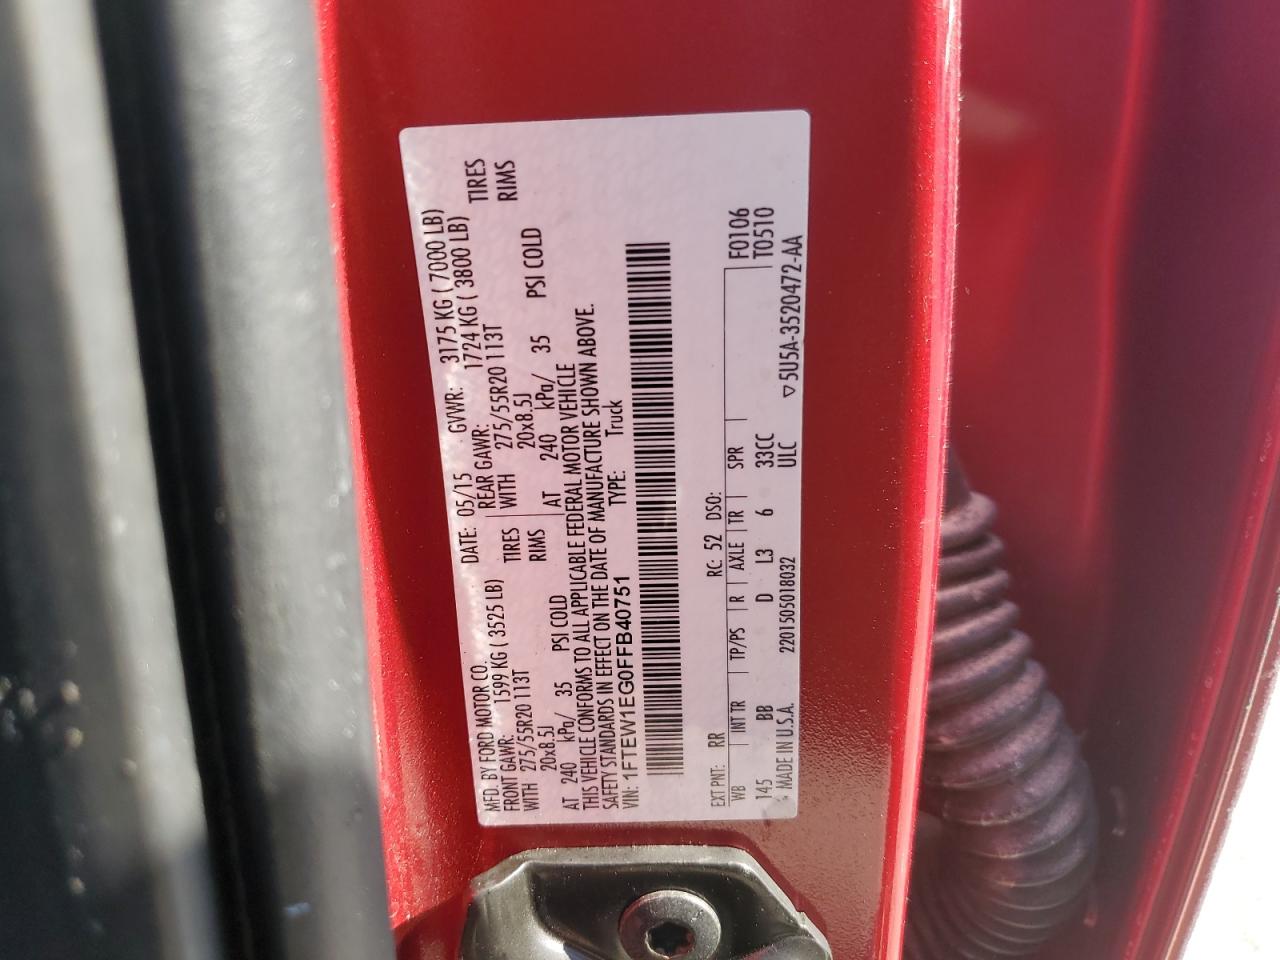 MFD. BY FORD MOTOR CO.
DATE: 05/15 GVWR: 3175 KG ( 7000 LB)
FRONT GAWR: 1599 KG ( 3525 LB)
REAR GAWR: 1724 KG ( 3800 LB)
WITH 275/55R20 113T TIRES
WITH 275/55R20 113T TIRES
20x8.5J RIMS
20x8.5J RIMS
AT 240 kPa/ 35 PSI COLD
AT 240 kPa/ 35 PSI COLD
THIS VEHICLE CONFORMS TO ALL APPLICABLE FEDERAL MOTOR VEHICLE
SAFETY STANDARDS IN EFFECT ON THE DATE OF MANUFACTURE SHOWN ABOVE.
VIN: 1FTEW1EG0FFB40751 TYPE: Truck
EXT PNT: RR RC: 52 DSO: F0106
WB INT TR TP/PS R AXLE TR SPR T0510
145 BB D L3 6 33CC
MADE IN U.S.A. 2201505018032 ULC ▽5U5A-3520472-AA